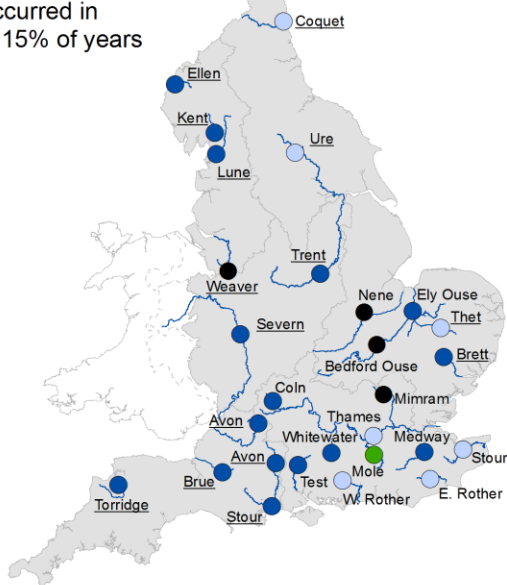 ccurred in
15% of years
Coquet
Ellen
Kent
Ure
Lune
Trent
Weaver
Nene
Ely Ouse
Thet
Severn
Brett
Bedford Ouse
Coln
Mimram
Avon
Thames
Whitewater
Medway
Avon
Stour
Mole
Brue
Test
W. Rother
E. Rother
Torridge
Stour